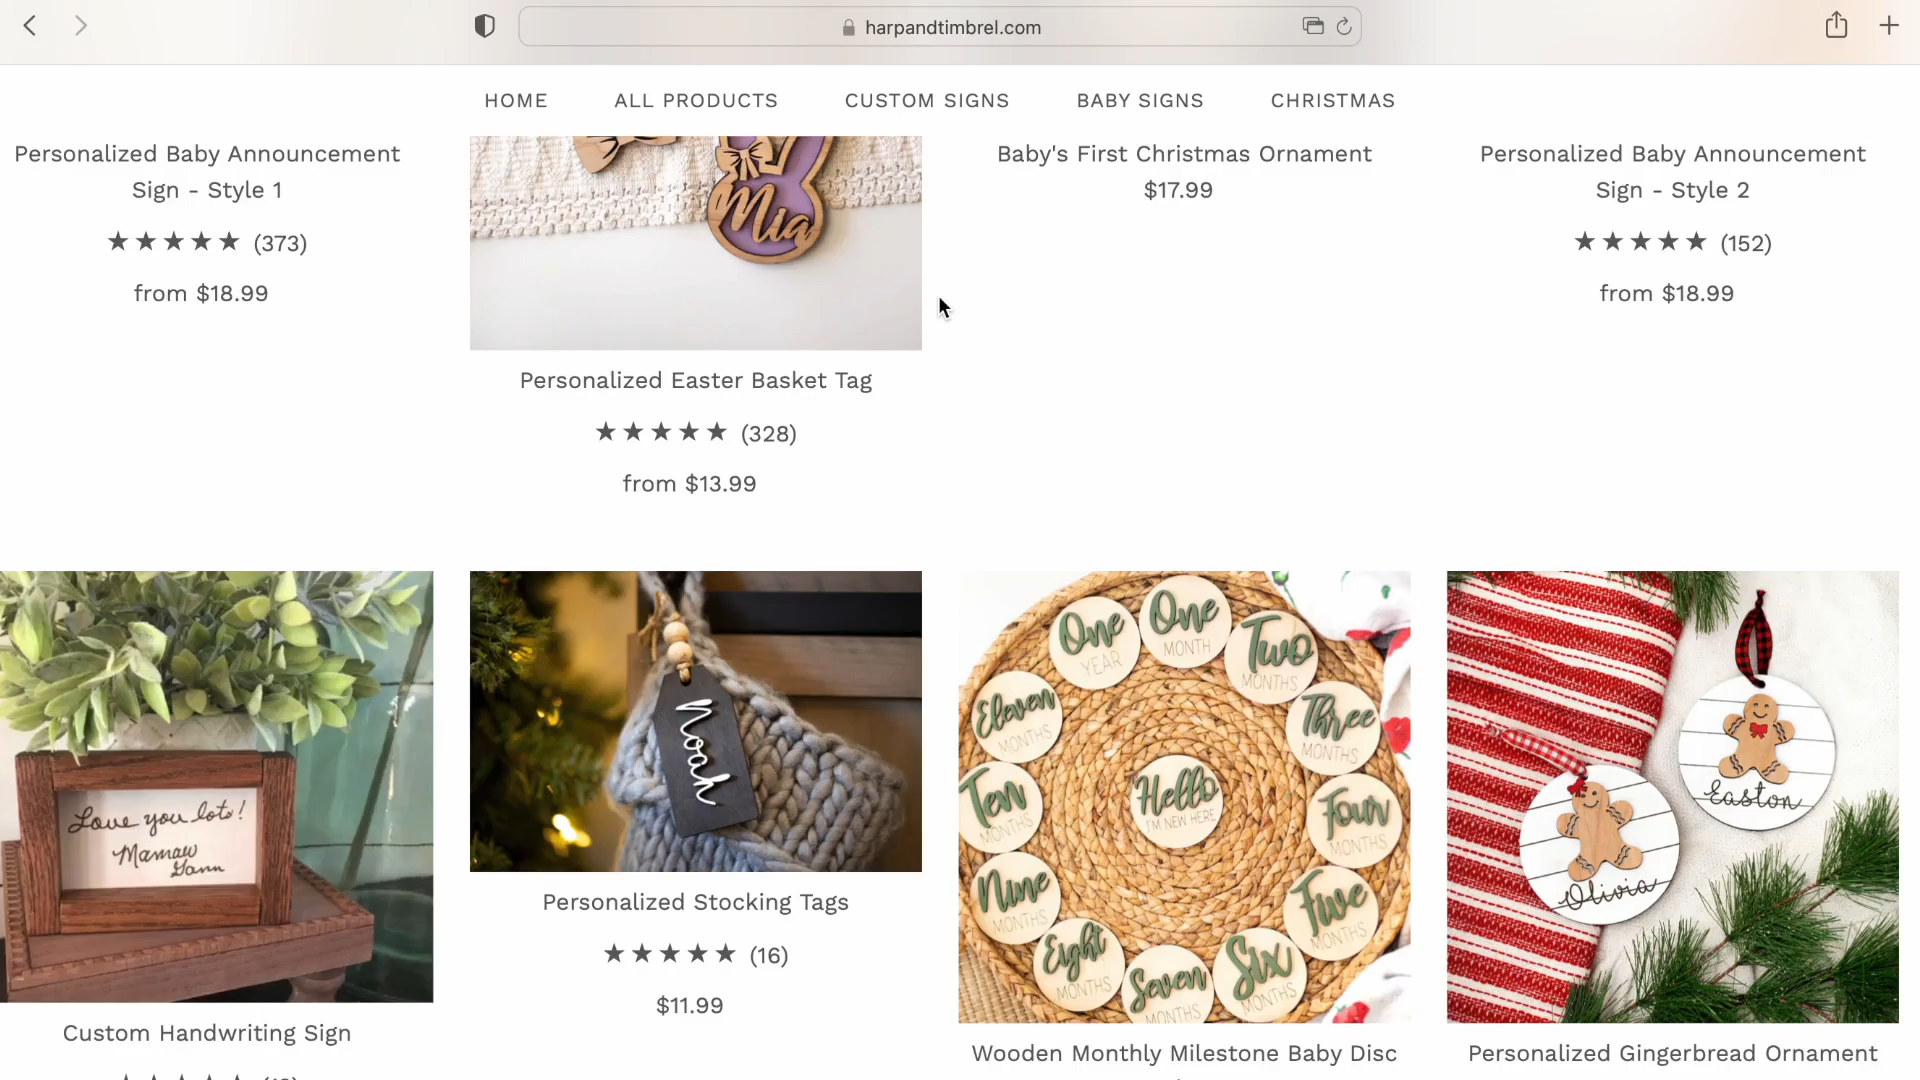 harpandtimbrel.com
HOME
ALL PRODUCTS
CUSTOM SIGNS
BABY SIGNS
CHRISTMAS
Personalized Baby Announcement
Sign - Style 1
★★★★★ (373)
from $18.99
Mia
Personalized Easter Basket Tag
★★★★★ (328)
from $13.99
Baby's First Christmas Ornament
$17.99
Personalized Baby Announcement
Sign - Style 2
★★★★★ (152)
from $18.99
Love you lots!
Mamaw
Gann
Custom Handwriting Sign
Noah
Personalized Stocking Tags
★★★★★ (16)
$11.99
One
YEAR
One
MONTH
Two
MONTHS
Three
MONTHS
Four
MONTHS
Five
MONTHS
Six
MONTHS
Seven
MONTHS
Eight
MONTHS
Nine
MONTHS
Ten
MONTHS
Eleven
MONTHS
Hello
I'M NEW HERE
Wooden Monthly Milestone Baby Disc
Easton
Olivia
Personalized Gingerbread Ornament